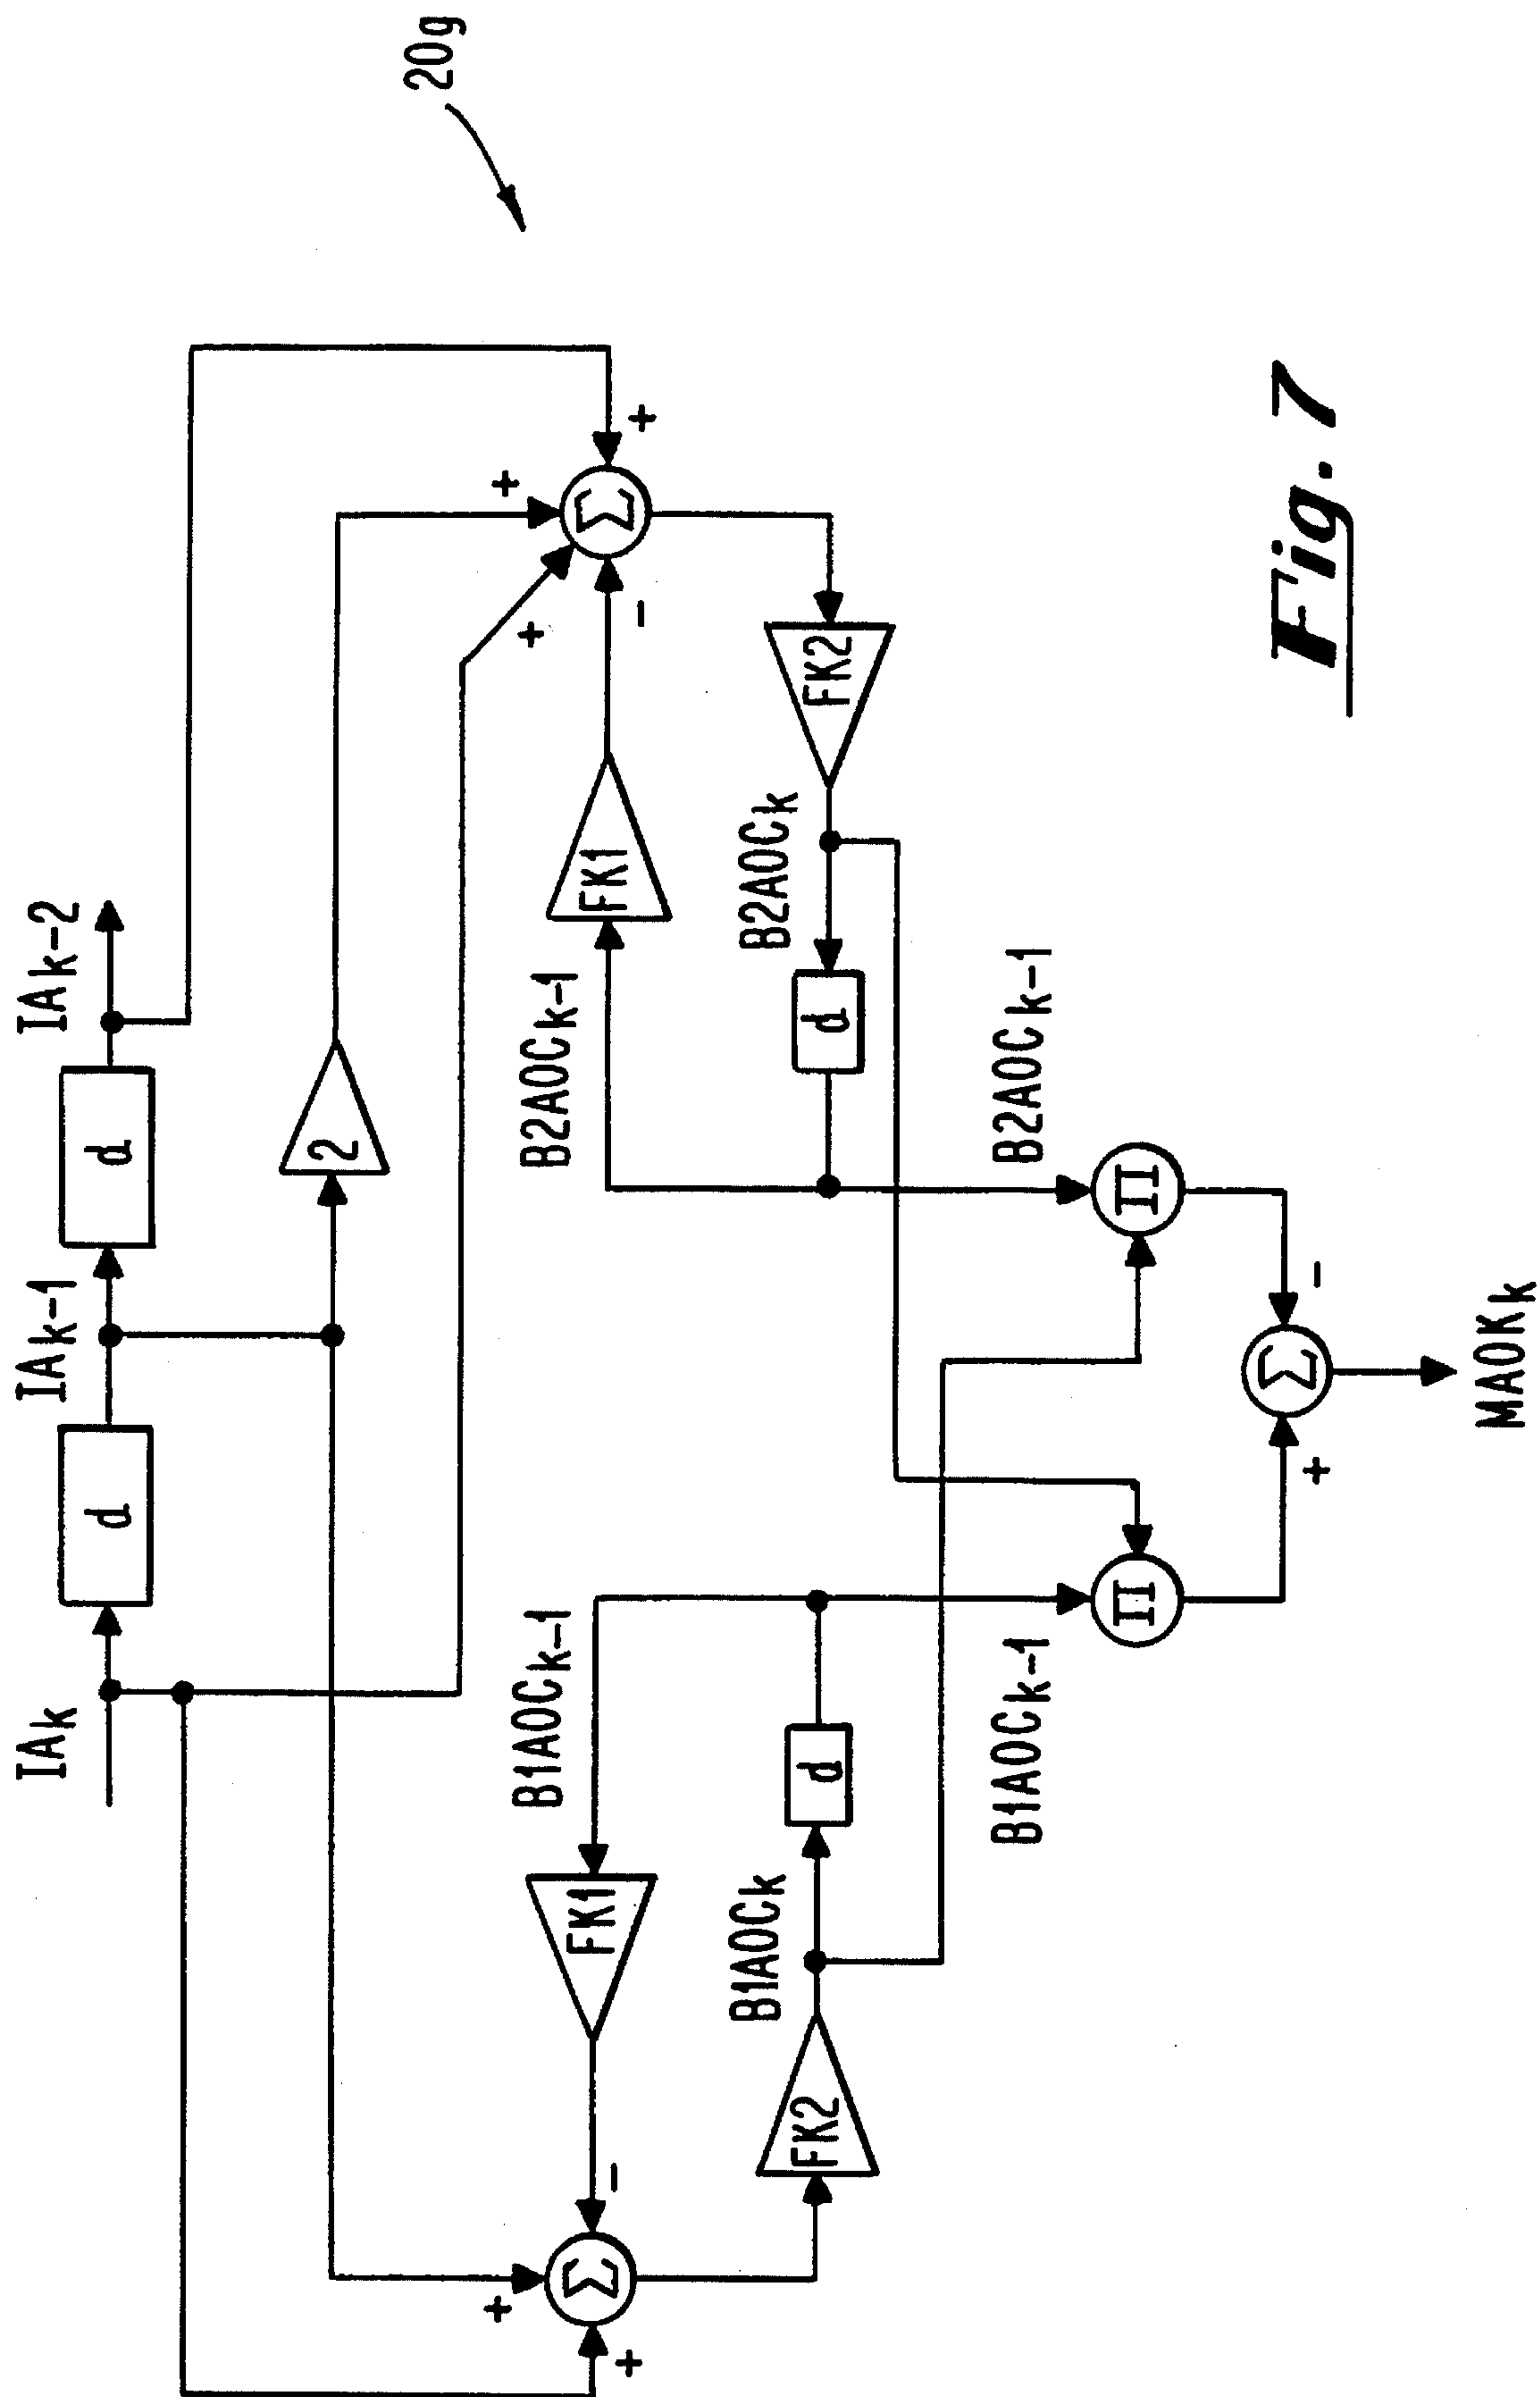 20g
IAk
IAk-1
IAk-2
d
d
2
B1AOCk-1
B2AOCk-1
FK1
FK1
+
+
-
Σ
+
+
-
+
Σ
B1AOCk
B2AOCk
FK2
d
d
FK2
B1AOCk-1
B2AOCk-1
Π
Π
+
-
Σ
MAOKk
Fig. 7